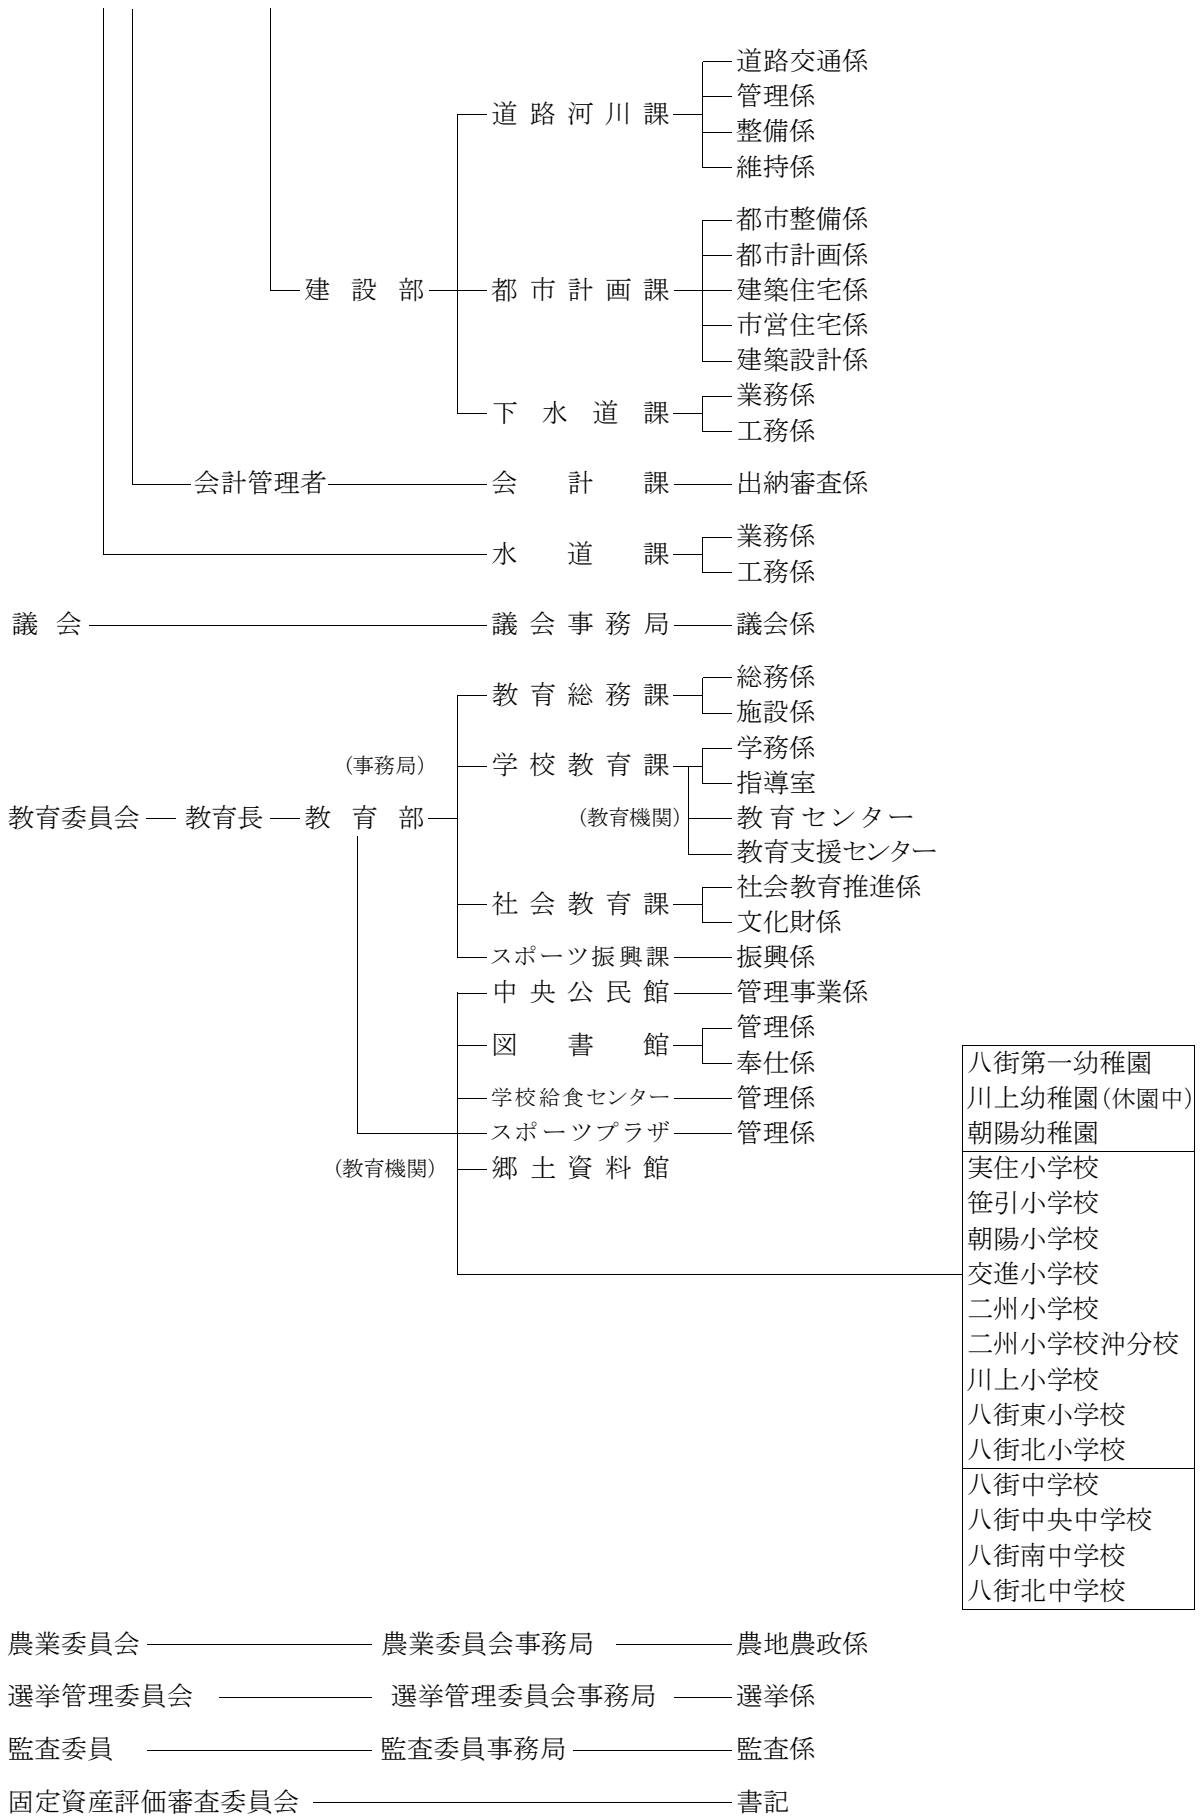 道路交通係
道路河川課
管理係
整備係
維持係
都市整備係
都市計画係
建設部
都市計画課
建築住宅係
市営住宅係
建築設計係
下水道課
業務係
工務係
会計管理者
会計課
出納審査係
水道課
業務係
工務係
議会
議会事務局
議会係
教育総務課
総務係
施設係
(事務局)
学校教育課
学務係
指導室
教育委員会
教育長
教育部
(教育機関)
教育センター
教育支援センター
社会教育課
社会教育推進係
文化財係
スポーツ振興課
振興係
中央公民館
管理事業係
図書館
管理係
奉仕係
学校給食センター
管理係
スポーツプラザ
管理係
(教育機関)
郷土資料館
八街第一幼稚園
川上幼稚園(休園中)
朝陽幼稚園
実住小学校
笹引小学校
朝陽小学校
交進小学校
二州小学校
二州小学校沖分校
川上小学校
八街東小学校
八街北小学校
八街中学校
八街中央中学校
八街南中学校
八街北中学校
農業委員会
農業委員会事務局
農地農政係
選挙管理委員会
選挙管理委員会事務局
選挙係
監査委員
監査委員事務局
監査係
固定資産評価審査委員会
書記